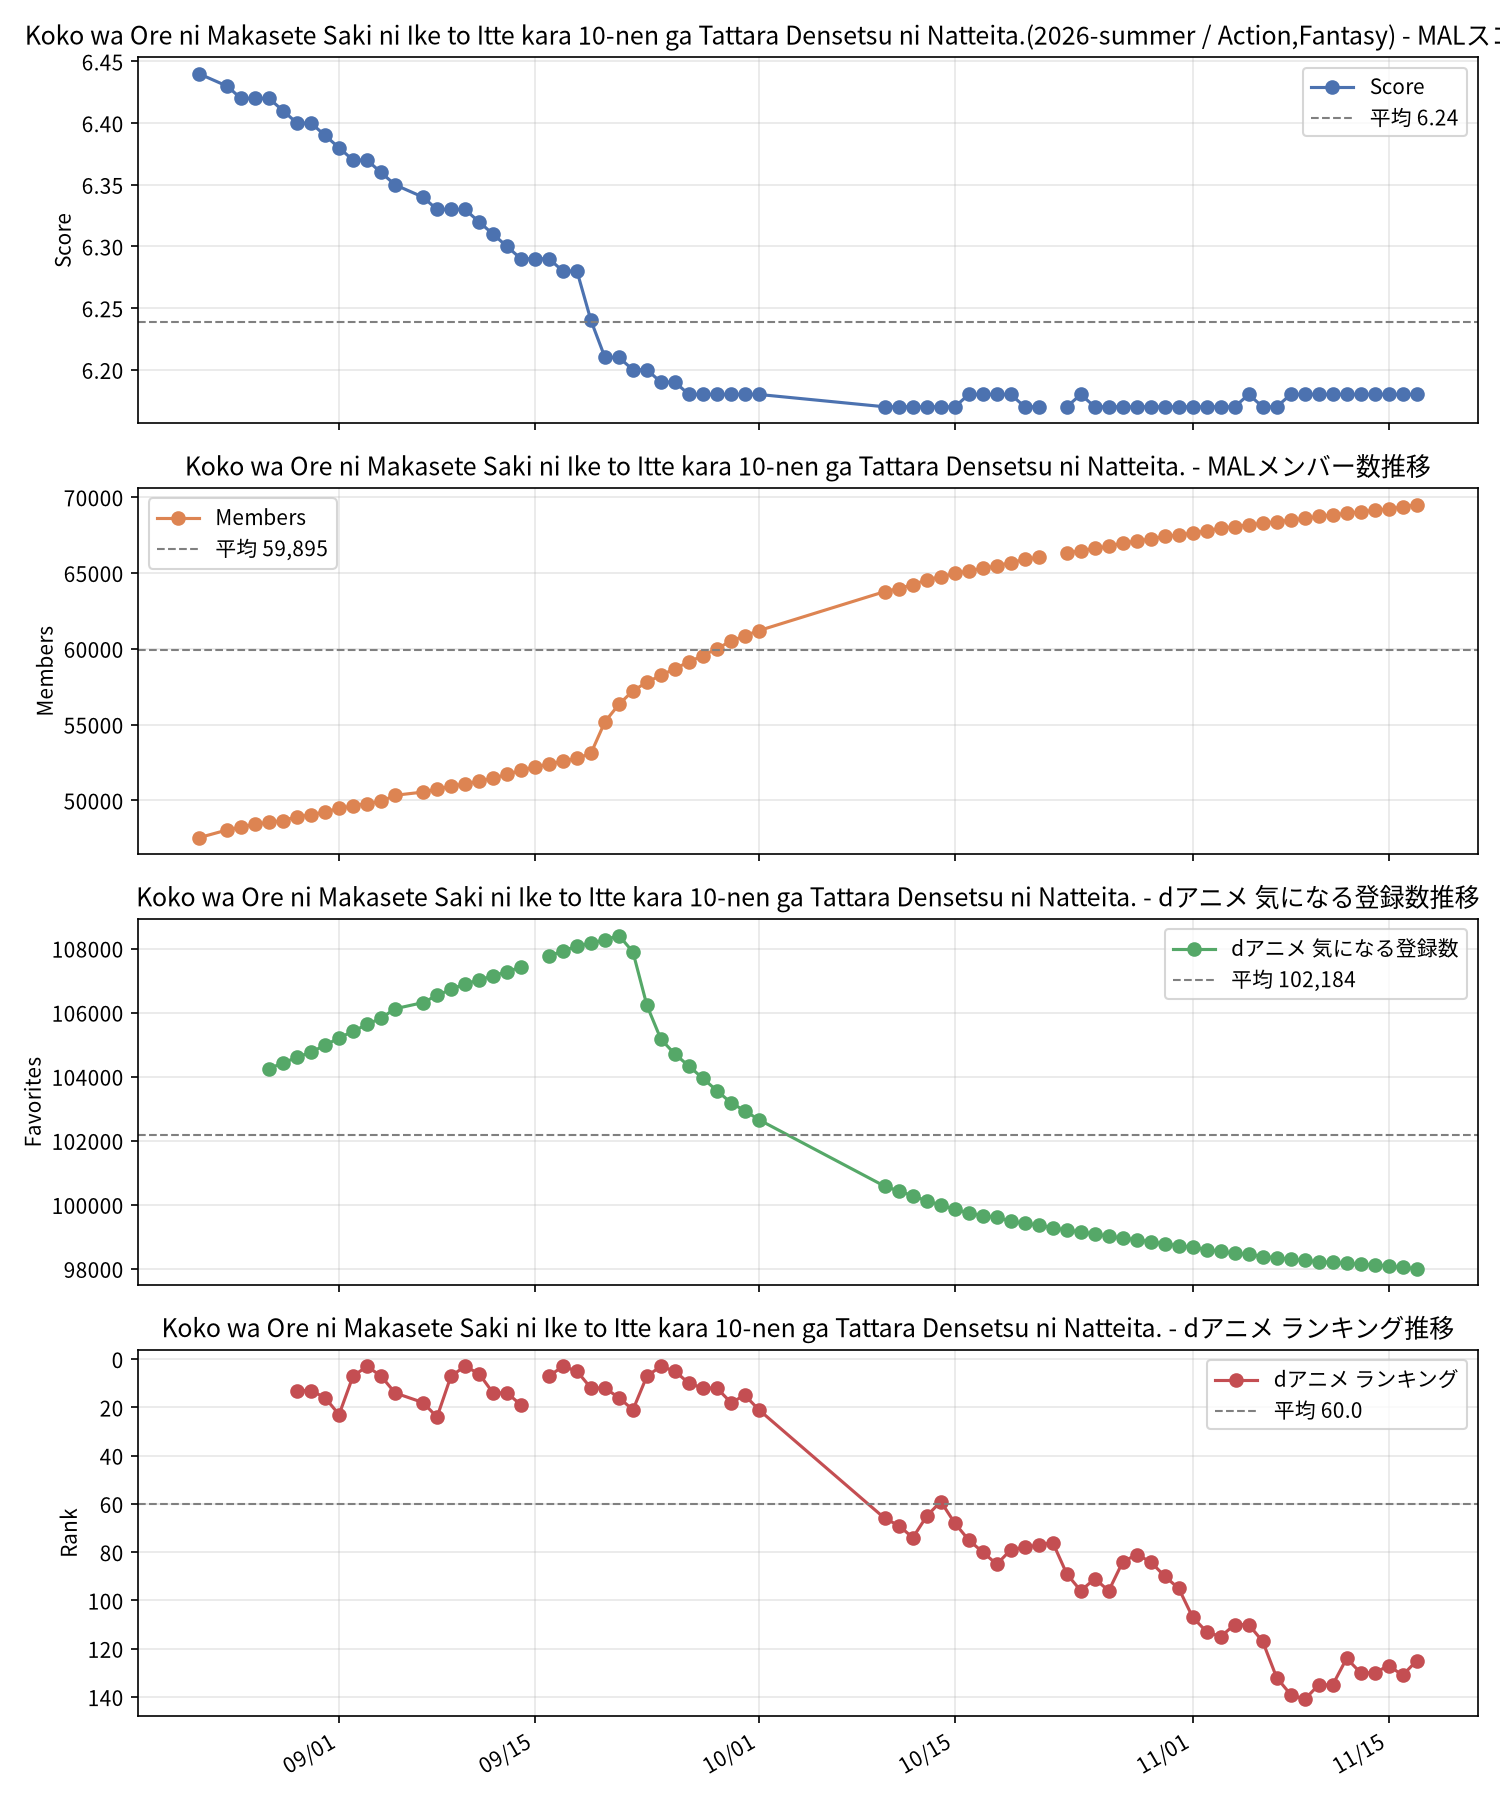 Koko wa Ore ni Makasete Saki ni Ike to Itte kara 10-nen ga Tattara Densetsu ni Natteita.(2026-summer / Action,Fantasy) - MALス
6.45
6.40
6.35
6.30
6.25
6.20
Score
Score
平均 6.24
Koko wa Ore ni Makasete Saki ni Ike to Itte kara 10-nen ga Tattara Densetsu ni Natteita. - MALメンバー数推移
70000
65000
60000
55000
50000
Members
Members
平均 59,895
Koko wa Ore ni Makasete Saki ni Ike to Itte kara 10-nen ga Tattara Densetsu ni Natteita. - dアニメ 気になる登録数推移
108000
106000
104000
102000
100000
98000
Favorites
dアニメ 気になる登録数
平均 102,184
Koko wa Ore ni Makasete Saki ni Ike to Itte kara 10-nen ga Tattara Densetsu ni Natteita. - dアニメ ランキング推移
0
20
40
60
80
100
120
140
Rank
dアニメ ランキング
平均 60.0
09/01
09/15
10/01
10/15
11/01
11/15